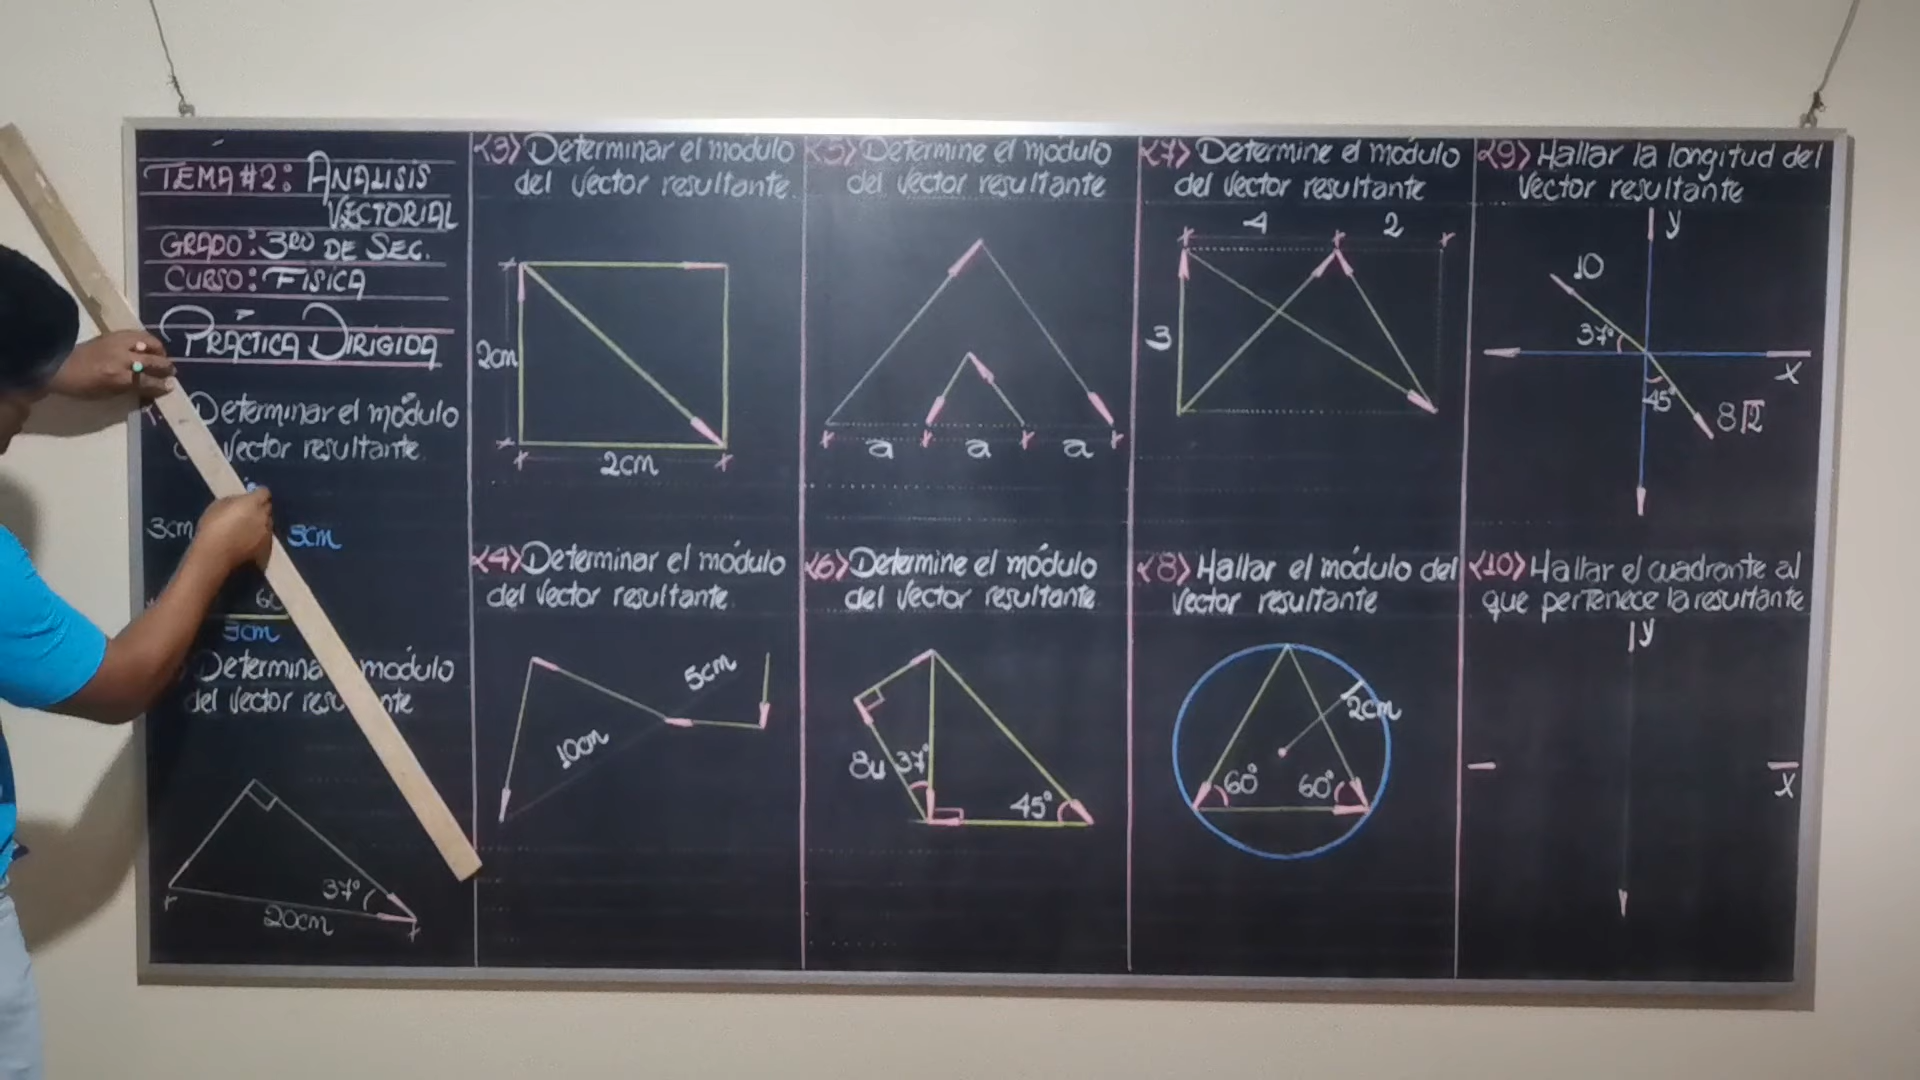 TEMA#2: ANALISIS
VECTORIAL
GRADO: 3RO DE SEC.
CURSO: FISICA
PRÁCTICA DIRIGIDA
Determinar el módulo
Vector resultante.
3cm
3cm
60
3cm
módulo
del Vector
37°
20cm
<3> Determinar el modulo
del Vector resultante.
2cm
2cm
<4> Determinar el módulo
del Vector resultante.
5cm
10cm
<5> Determine el modulo
del Vector resultante
a a a
<6> Determine el módulo
del Vector resultante
8u 37°
45°
<7> Determine el módulo
del Vector resultante
4 2
3
<8> Hallar el módulo del
Vector resultante
2cm
60° 60°
<9> Hallar la longitud del
Vector resultante
y
10
37°
x
45°
8√2
<10> Hallar el cuadrante al
que pertenece la resultante
y
x